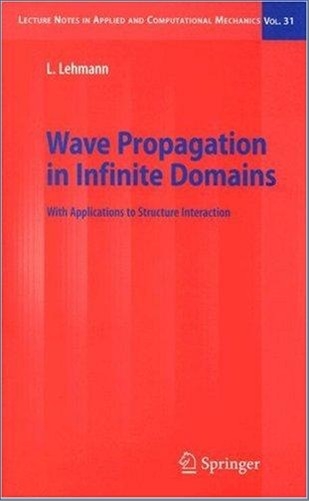 LECTURE NOTES IN APPLIED AND COMPUTATIONAL MECHANICS VOL. 31
L. Lehmann
Wave Propagation
in Infinite Domains
With Applications to Structure Interaction
Springer